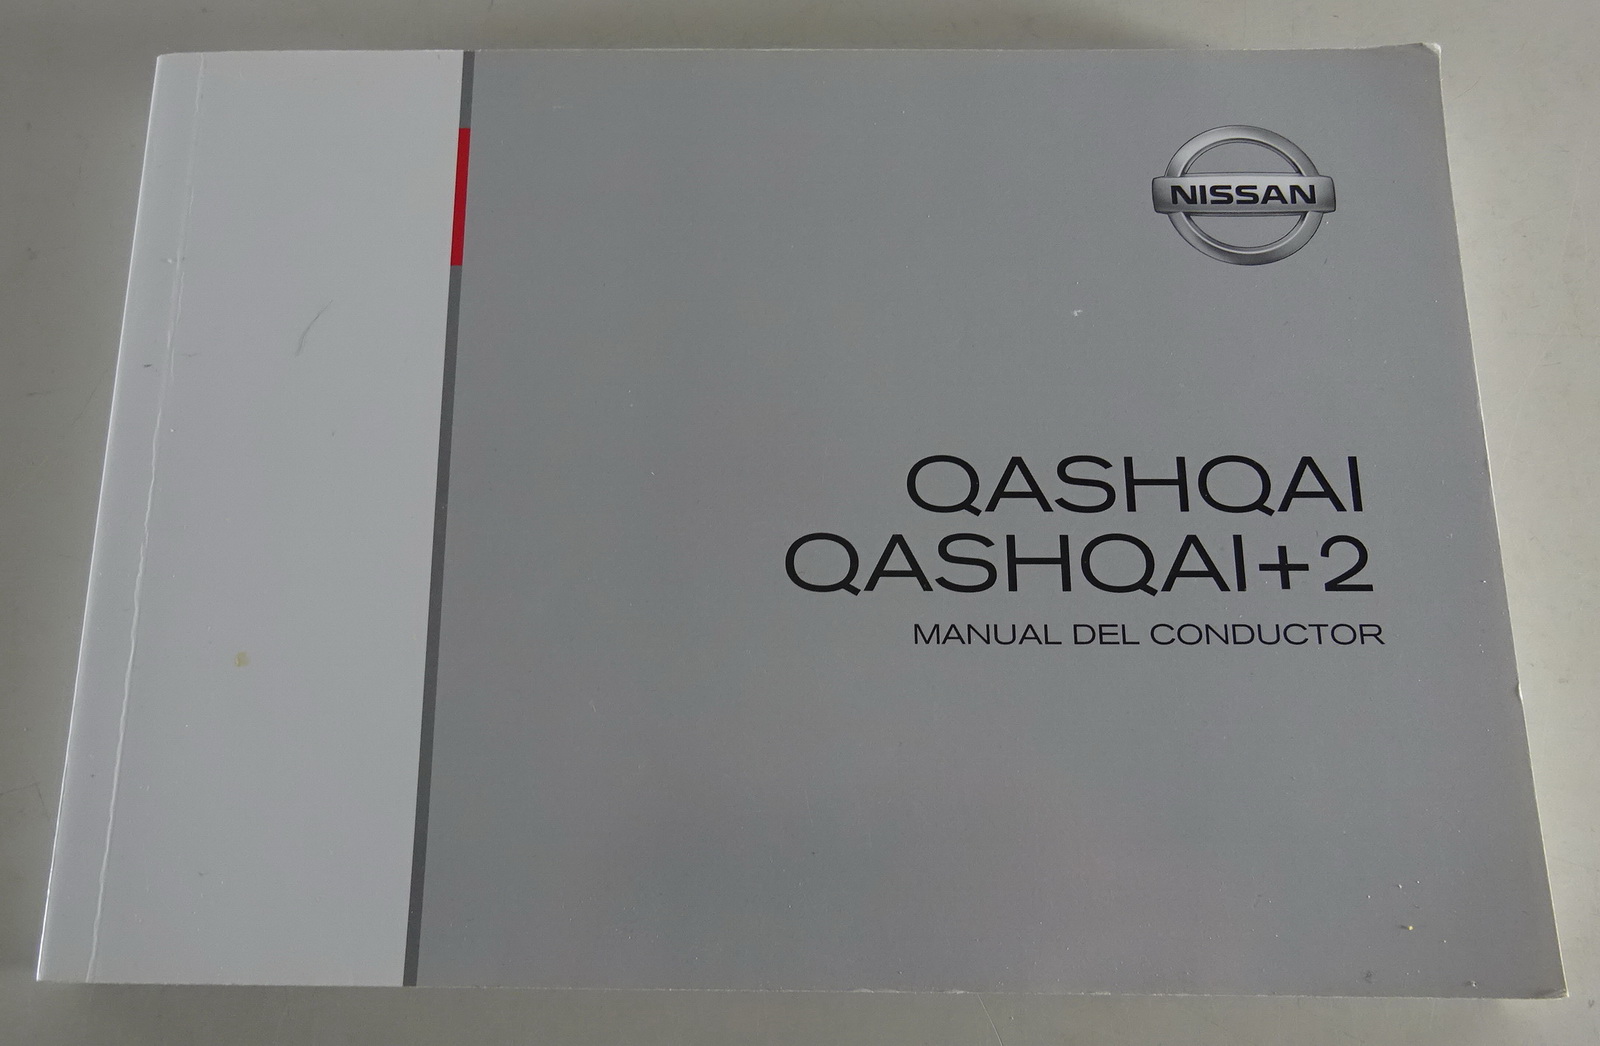 NISSAN
QASHQAI
QASHQAI+2
MANUAL DEL CONDUCTOR